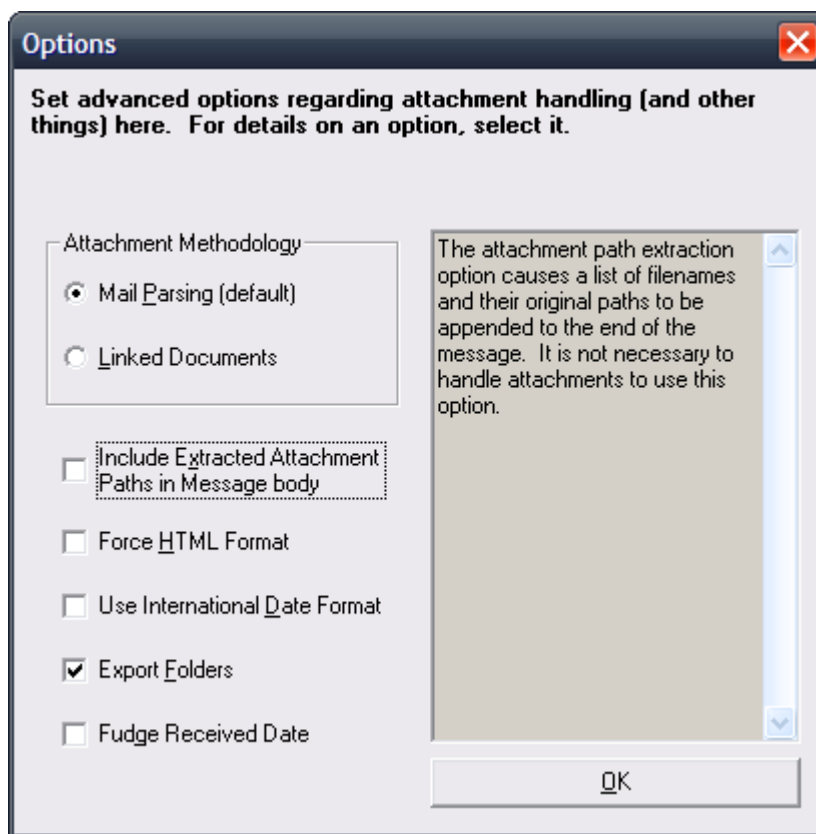 Options
Set advanced options regarding attachment handling (and other
things) here.  For details on an option, select it.
Attachment Methodology
Mail Parsing (default)
Linked Documents
Include Extracted Attachment
Paths in Message body
Force HTML Format
Use International Date Format
Export Folders
Fudge Received Date
The attachment path extraction
option causes a list of filenames
and their original paths to be
appended to the end of the
message.  It is not necessary to
handle attachments to use this
option.
OK